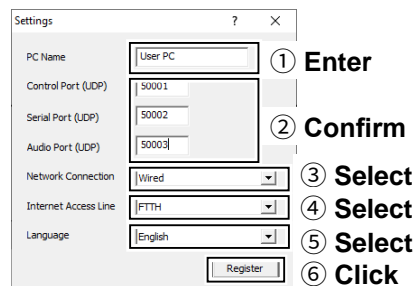 Settings ? ×
PC Name User PC ① Enter
Control Port (UDP) 50001
Serial Port (UDP) 50002 ② Confirm
Audio Port (UDP) 50003
Network Connection Wired ③ Select
Internet Access Line FTTH ④ Select
Language English ⑤ Select
Register ⑥ Click